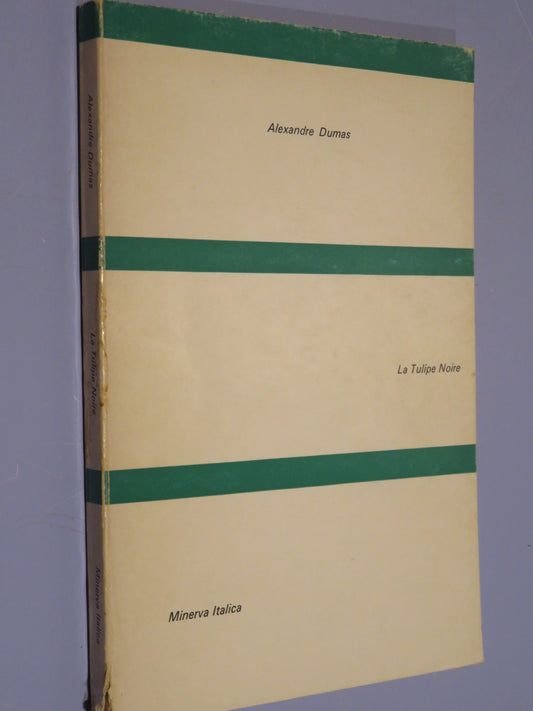 Alexandre Dumas
La Tulipe Noire
Minerva Italica
Alexandre Dumas
La Tulipe Noire
Minerva Italica